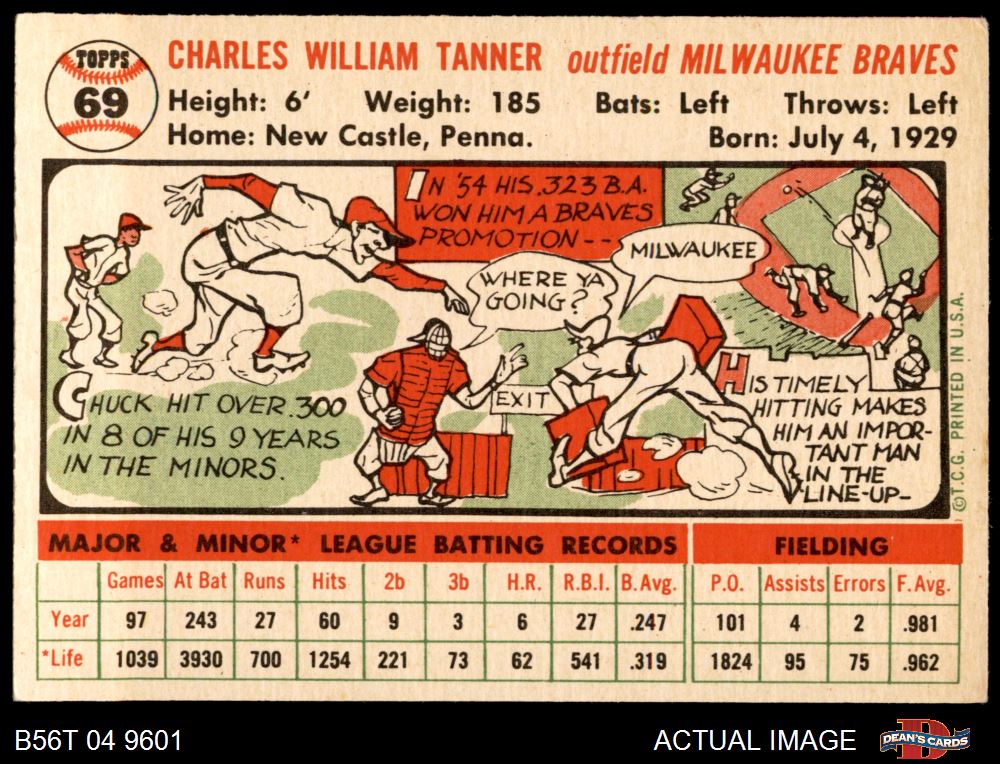 TOPPS
69
CHARLES WILLIAM TANNER outfield MILWAUKEE BRAVES
Height: 6' Weight: 185 Bats: Left Throws: Left
Home: New Castle, Penna. Born: July 4, 1929
IN '54 HIS .323 B.A.
WON HIM A BRAVES
PROMOTION--
WHERE YA
GOING?
MILWAUKEE
EXIT
CHUCK HIT OVER .300
IN 8 OF HIS 9 YEARS
IN THE MINORS.
HIS TIMELY
HITTING MAKES
HIM AN IMPOR-
TANT MAN
IN THE
LINE-UP-
©T.C.G. PRINTED IN U.S.A.
MAJOR & MINOR* LEAGUE BATTING RECORDS FIELDING
Games At Bat Runs Hits 2b 3b H.R. R.B.I. B. Avg. P.O. Assists Errors F. Avg.
Year 97 243 27 60 9 3 6 27 .247 101 4 2 .981
*Life 1039 3930 700 1254 221 73 62 541 .319 1824 95 75 .962
B56T 04 9601 ACTUAL IMAGE DEAN'S CARDS